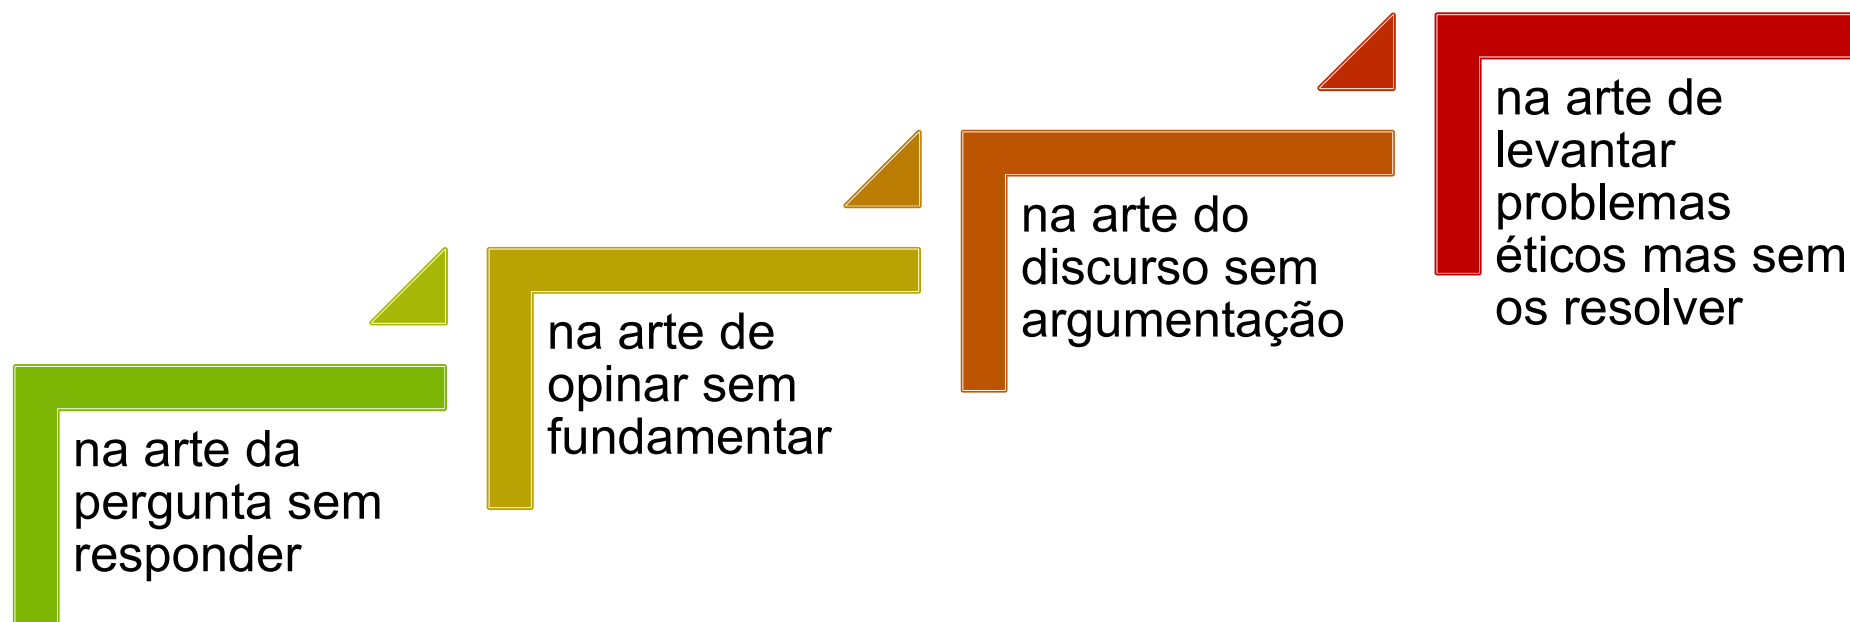 na arte da
pergunta sem
responder
na arte de
opinar sem
fundamentar
na arte do
discurso sem
argumentação
na arte de
levantar
problemas
éticos mas sem
os resolver